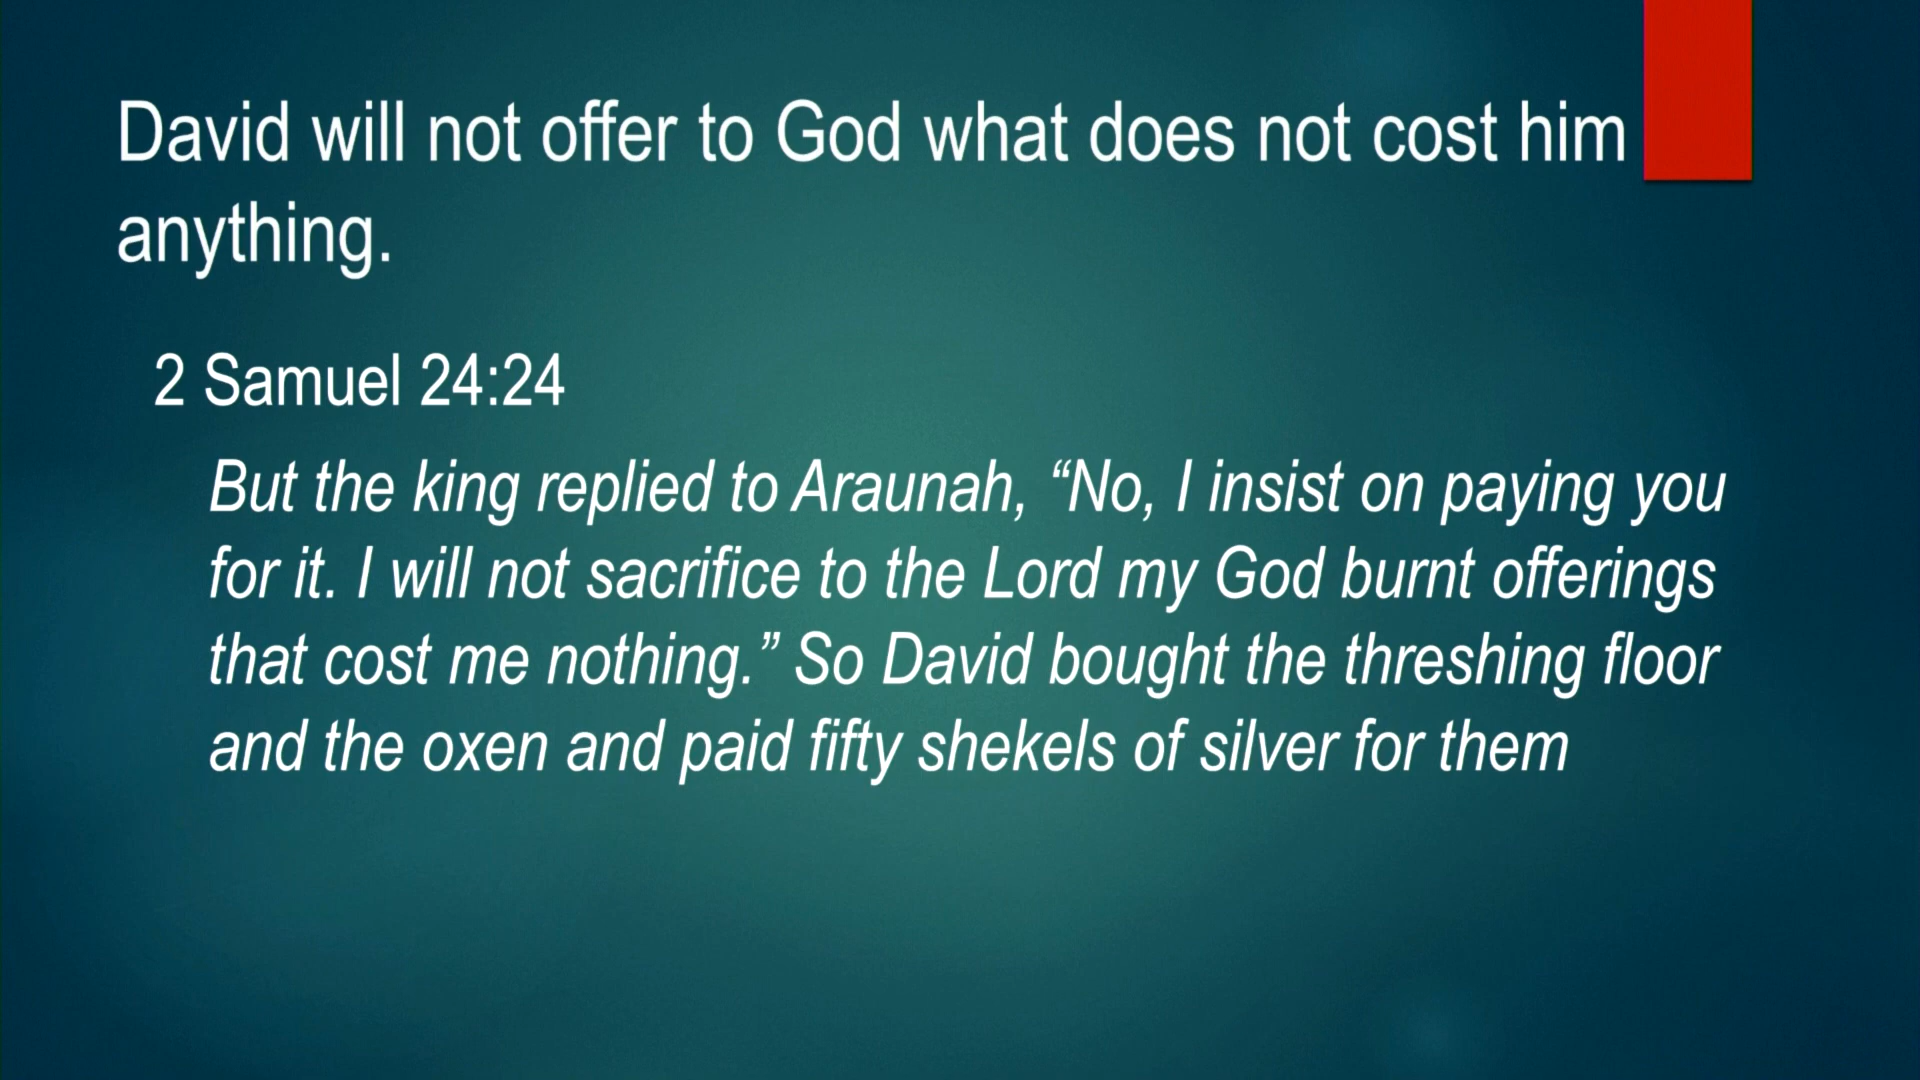 David will not offer to God what does not cost him
anything.
2 Samuel 24:24
But the king replied to Araunah, “No, I insist on paying you
for it. I will not sacrifice to the Lord my God burnt offerings
that cost me nothing.” So David bought the threshing floor
and the oxen and paid fifty shekels of silver for them